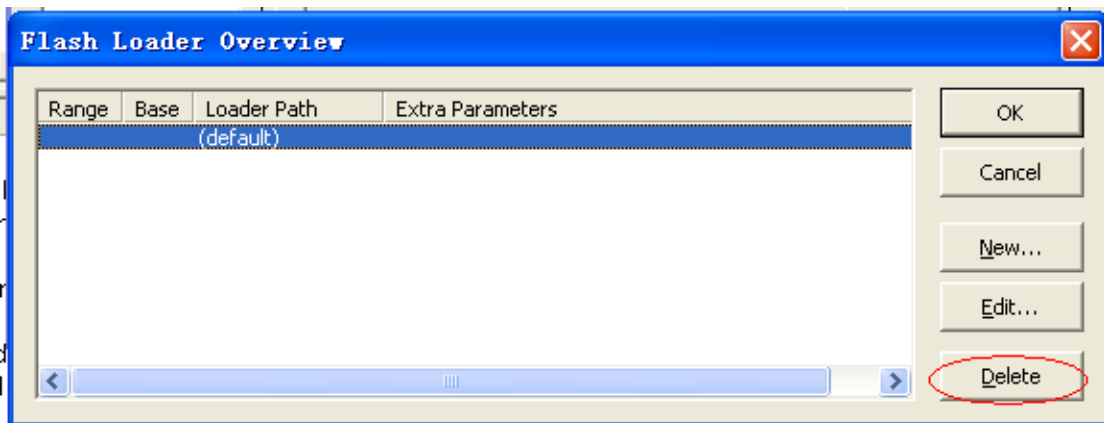 Flash Loader Overview
Range Base Loader Path Extra Parameters
(default)
OK
Cancel
New...
Edit...
Delete